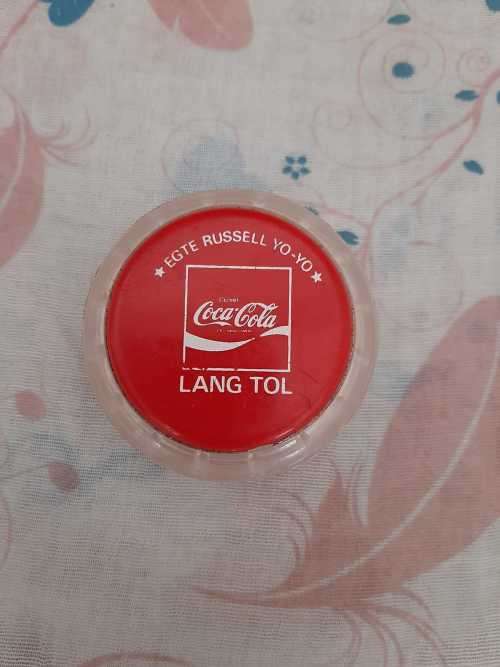 ★ EGTE RUSSELL YO-YO ★
Coca-Cola
LANG TOL